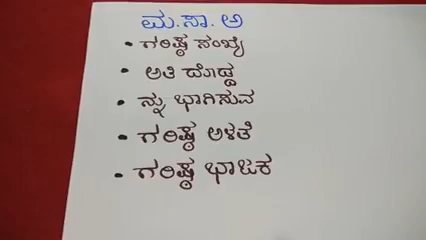 ಮ.ಸಾ.ಅ
• ಗರಿಷ್ಠ ಸಂಖ್ಯೆ
• ಅತಿ ದೊಡ್ಡ
• ನ್ನು ಭಾಗಿಸುವ
• ಗರಿಷ್ಠ ಅಳತೆ
• ಗರಿಷ್ಠ ಭಾಜಕ